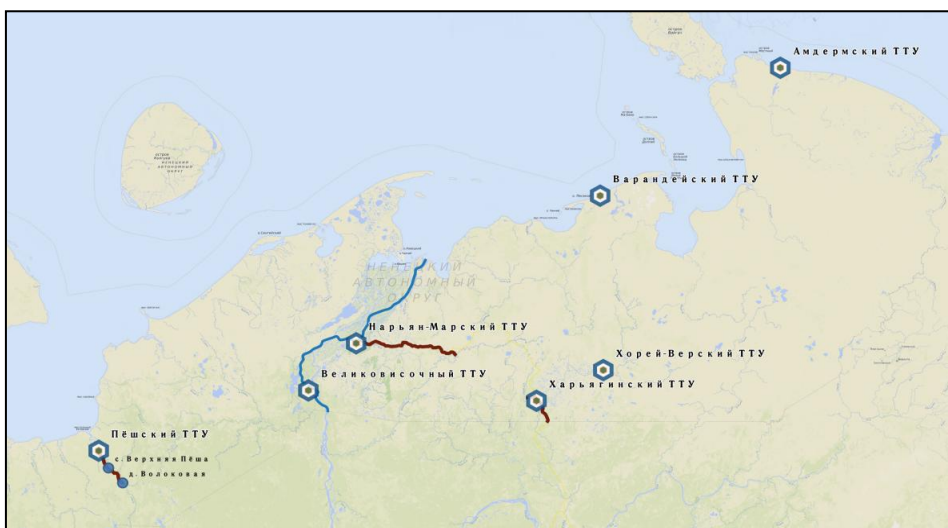 Амдермский ТТУ
Варандейский ТТУ
НЕНЕЦКИЙ
АВТОНОМНЫЙ
ОКРУГ
Нарьян-Марский ТТУ
Хорей-Верский ТТУ
Великовисочный ТТУ
Харьягинский ТТУ
Пёшский ТТУ
с. Верхняя Пёша
д. Волоковая